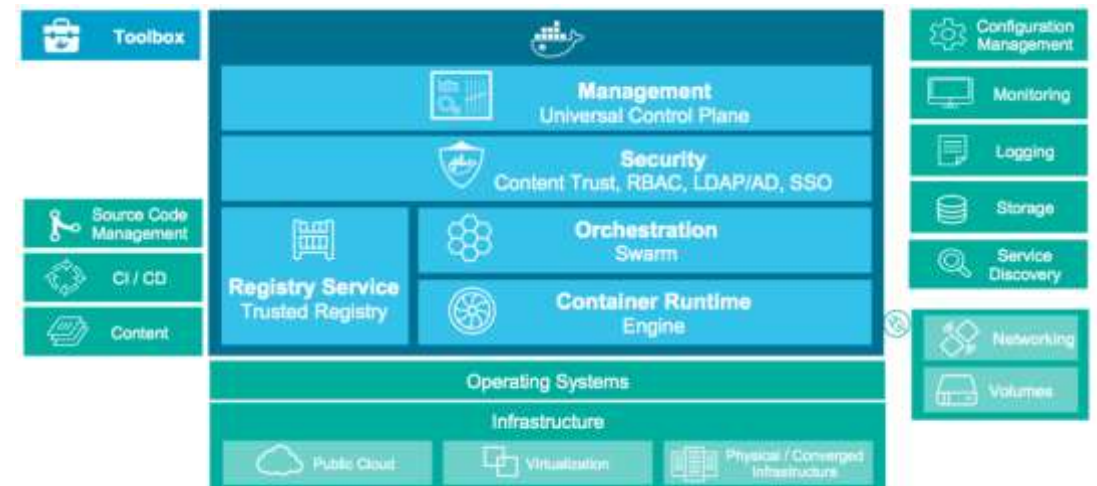 Toolbox
Management
Universal Control Plane
Security
Content Trust, RBAC, LDAP/AD, SSO
Registry Service
Trusted Registry
Orchestration
Swarm
Container Runtime
Engine
Source Code
Management
CI / CD
Content
Configuration
Management
Monitoring
Logging
Storage
Service
Discovery
Networking
Volumes
Operating Systems
Infrastructure
Public Cloud
Virtualization
Physical / Converged
Infrastructure